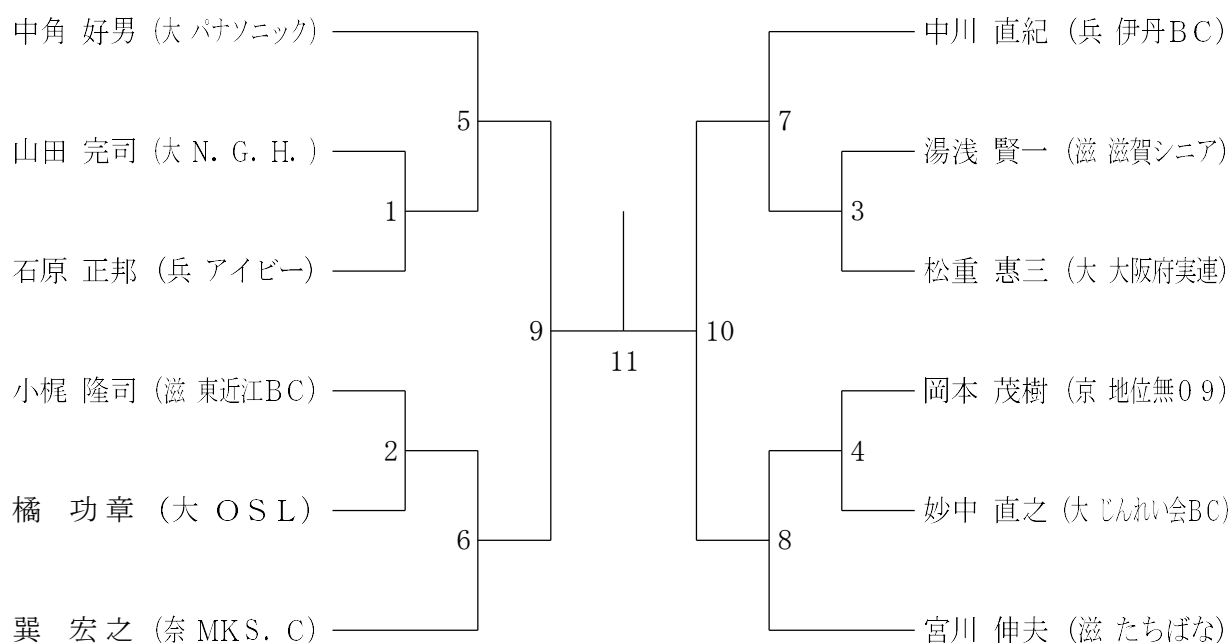 中角 好男 (大 パナソニック)
5
山田 完司 (大 N. G. H. )
1
石原 正邦 (兵 アイビー)
9
小梶 隆司 (滋 東近江BC)
2
橘 功章 (大 OSL)
6
巽 宏之 (奈 MKS. C)
11
中川 直紀 (兵 伊丹BC)
7
湯浅 賢一 (滋 滋賀シニア)
3
松重 惠三 (大 大阪府実連)
10
岡本 茂樹 (京 地位無09)
4
妙中 直之 (大 じんれい会BC)
8
宮川 伸夫 (滋 たちばな)